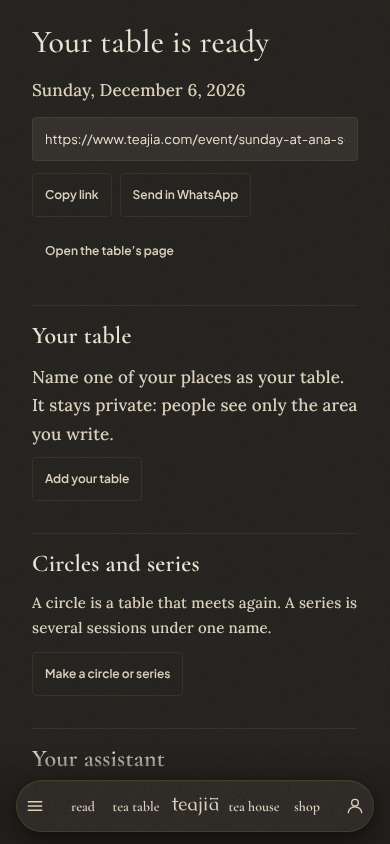 Your table is ready
Sunday, December 6, 2026
https://www.teajia.com/event/sunday-at-ana-s
Copy link
Send in WhatsApp
Open the table's page
Your table
Name one of your places as your table.
It stays private: people see only the area
you write.
Add your table
Circles and series
A circle is a table that meets again. A series is
several sessions under one name.
Make a circle or series
Your assistant
read tea table teajiā tea house shop